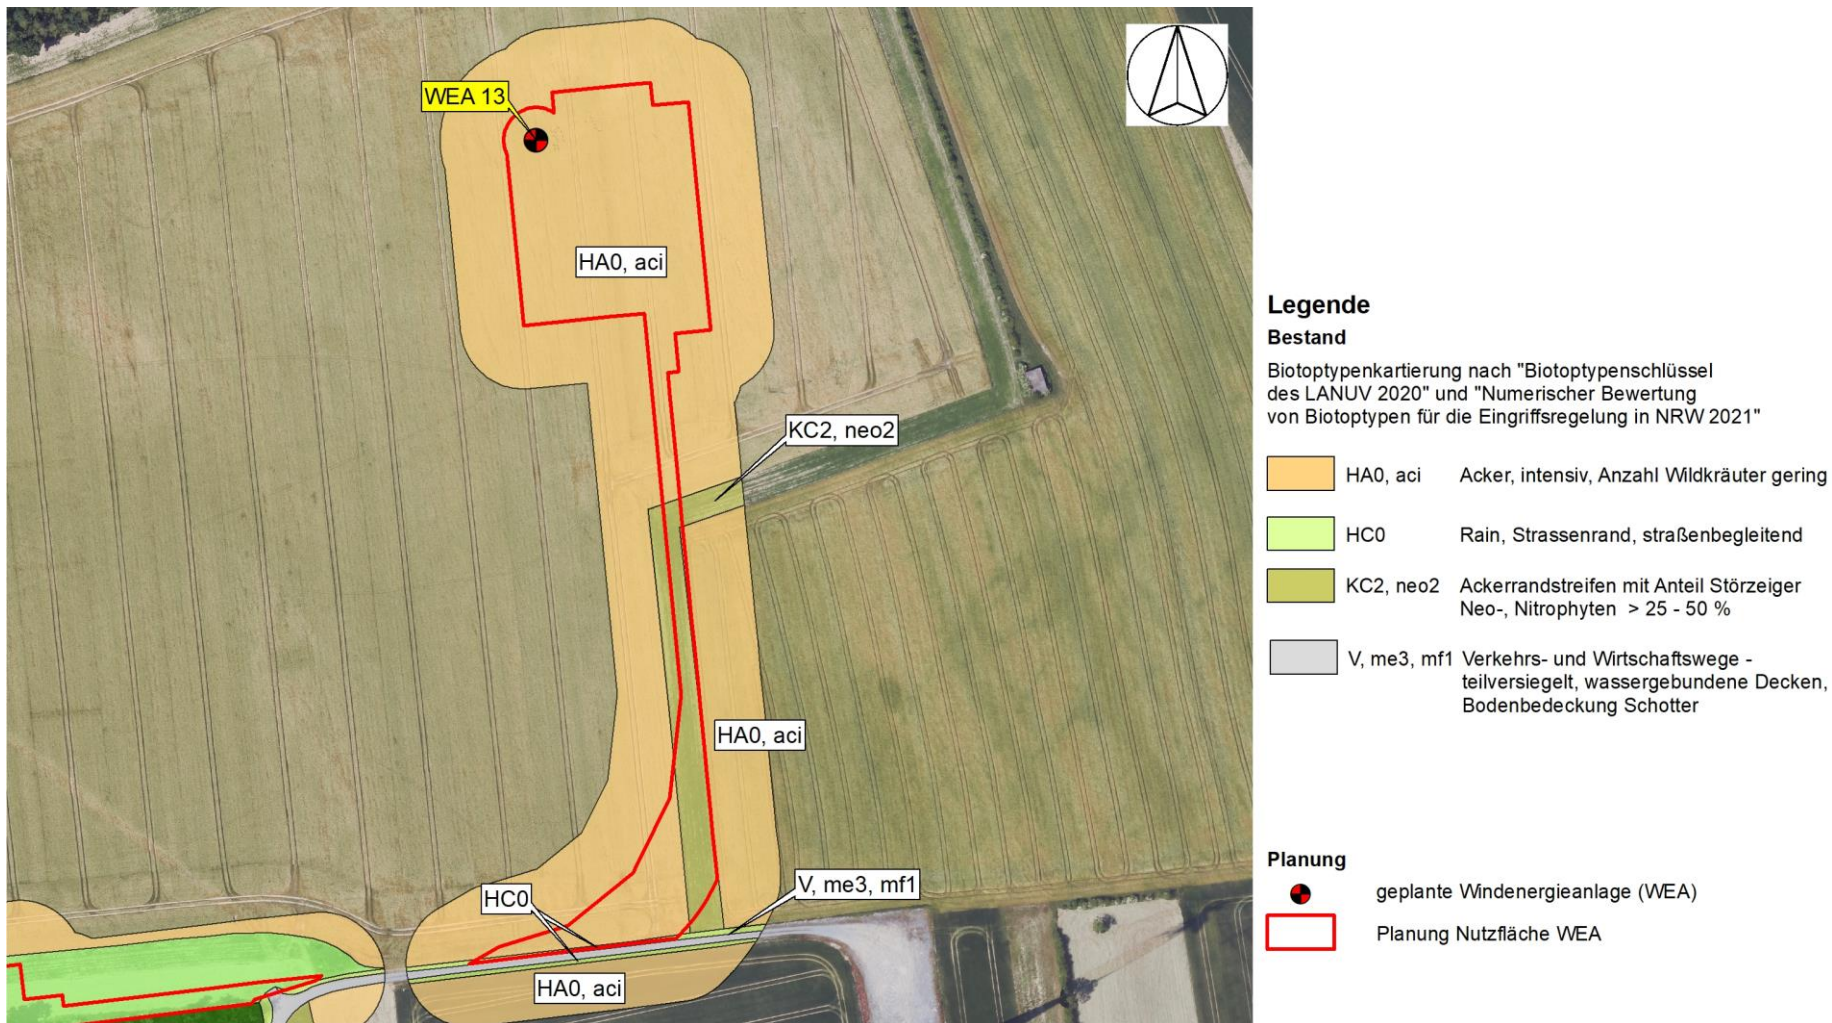 WEA 13
HA0, aci
KC2, neo2
HA0, aci
V, me3, mf1
HC0
HA0, aci
Legende
Bestand
Biotoptypenkartierung nach "Biotoptypenschlüssel
des LANUV 2020" und "Numerischer Bewertung
von Biotoptypen für die Eingriffsregelung in NRW 2021"
HA0, aci Acker, intensiv, Anzahl Wildkräuter gering
HC0 Rain, Strassenrand, straßenbegleitend
KC2, neo2 Ackerrandstreifen mit Anteil Störzeiger
Neo-, Nitrophyten > 25 - 50 %
V, me3, mf1 Verkehrs- und Wirtschaftswege -
teilversiegelt, wassergebundene Decken,
Bodenbedeckung Schotter
Planung
geplante Windenergieanlage (WEA)
Planung Nutzfläche WEA